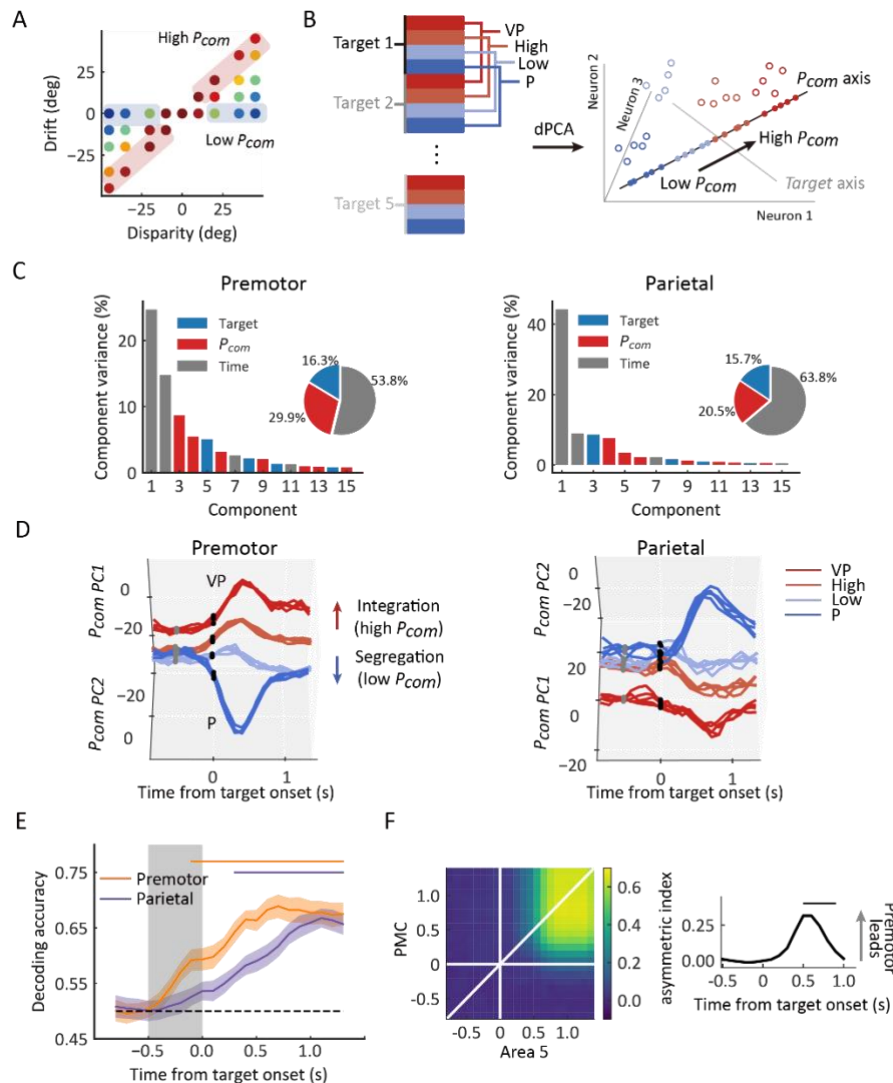 A
High Pcom
Low Pcom
Drift (deg)
25
0
−25
−25 0 25
Disparity (deg)
B
Target 1
Target 2
⋮
Target 5
VP
High
Low
P
dPCA
Neuron 2
Neuron 3
Neuron 1
Pcom axis
High Pcom
Low Pcom
Target axis
C
Premotor
Component variance (%)
20
10
0
Target
Pcom
Time
16.3%
53.8%
29.9%
1 3 5 7 9 11 13 15
Component
Parietal
Component variance (%)
40
20
0
Target
Pcom
Time
15.7%
63.8%
20.5%
1 3 5 7 9 11 13 15
Component
D
Premotor
Pcom PC1
0
−20
Pcom PC2
−20
0
VP
P
0 1
Time from target onset (s)
Integration
(high Pcom)
Segregation
(low Pcom)
Parietal
Pcom PC2
0
−20
20
Pcom PC1
0
−20
0 1
Time from target onset (s)
VP
High
Low
P
E
Decoding accuracy
0.75
0.65
0.55
0.45
Premotor
Parietal
−0.5 0.0 0.5 1.0
Time from target onset (s)
F
PMC
1.0
0.5
0
-0.5
-0.5 0 0.5 1.0
Area 5
0.6
0.4
0.2
0.0
asymmetric index
0.25
0.00
-0.5 0 0.5 1.0
Time from target onset (s)
Premotor
leads